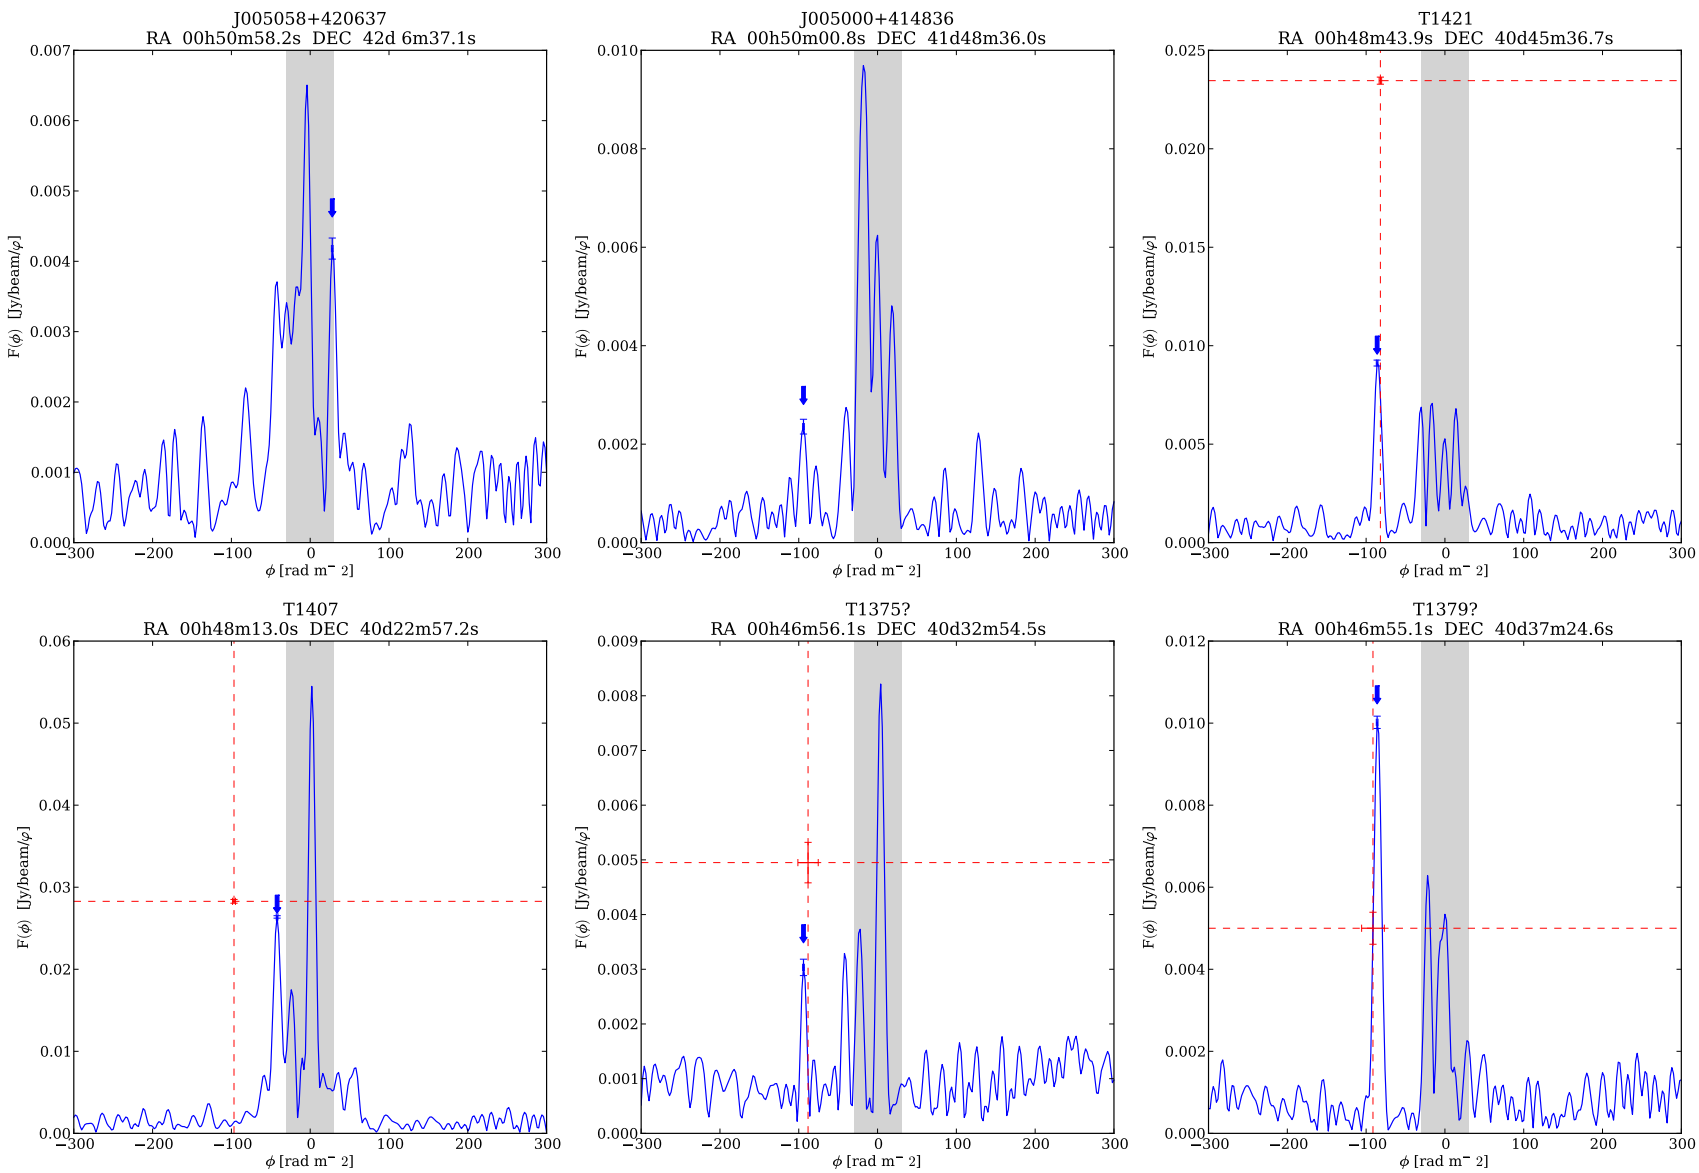 J005058+420637
RA 00h50m58.2s DEC 42d 6m37.1s
0.007
0.006
0.005
0.004
0.003
0.002
0.001
0.000
F(ϕ) [Jy/beam/φ]
−300 −200 −100 0 100 200 300
ϕ [rad m− 2]
J005000+414836
RA 00h50m00.8s DEC 41d48m36.0s
0.010
0.008
0.006
0.004
0.002
0.000
F(ϕ) [Jy/beam/φ]
−300 −200 −100 0 100 200 300
ϕ [rad m− 2]
T1421
RA 00h48m43.9s DEC 40d45m36.7s
0.025
0.020
0.015
0.010
0.005
0.000
F(ϕ) [Jy/beam/φ]
−300 −200 −100 0 100 200 300
ϕ [rad m− 2]
T1407
RA 00h48m13.0s DEC 40d22m57.2s
0.06
0.05
0.04
0.03
0.02
0.01
0.00
F(ϕ) [Jy/beam/φ]
−300 −200 −100 0 100 200 300
ϕ [rad m− 2]
T1375?
RA 00h46m56.1s DEC 40d32m54.5s
0.009
0.008
0.007
0.006
0.005
0.004
0.003
0.002
0.001
0.000
F(ϕ) [Jy/beam/φ]
−300 −200 −100 0 100 200 300
ϕ [rad m− 2]
T1379?
RA 00h46m55.1s DEC 40d37m24.6s
0.012
0.010
0.008
0.006
0.004
0.002
0.000
F(ϕ) [Jy/beam/φ]
−300 −200 −100 0 100 200 300
ϕ [rad m− 2]